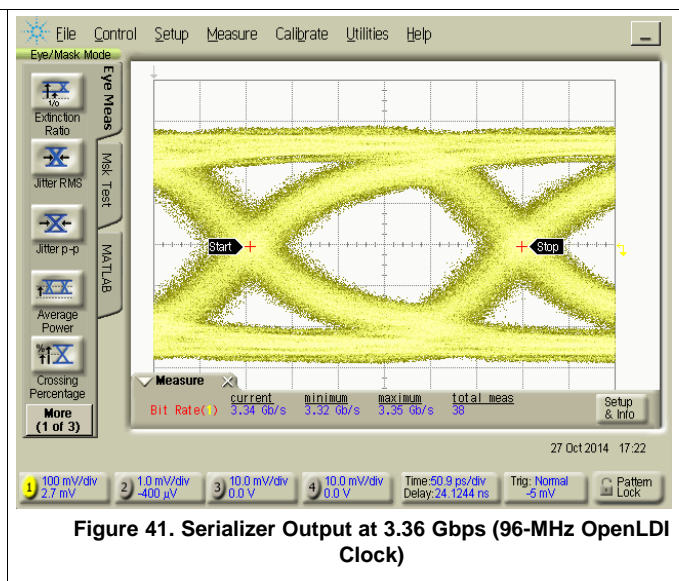 File Control Setup Measure Calibrate Utilities Help
Eye/Mask Mode
Extinction
Ratio
Jitter RMS
Jitter p-p
Average
Power
Crossing
Percentage
More
(1 of 3)
Eye Meas
Msk Test
MATLAB
Start
Stop
Measure
current minimum maximum total meas
Bit Rate(1) 3.34 Gb/s 3.32 Gb/s 3.35 Gb/s 38
Setup
& Info
27 Oct 2014 17:22
1 100 mV/div
2.7 mV
2 1.0 mV/div
-400 µV
3 10.0 mV/div
0.0 V
4 10.0 mV/div
0.0 V
Time:50.9 ps/div
Delay:24.1244 ns
Trig: Normal
-5 mV
Pattern
Lock
Figure 41. Serializer Output at 3.36 Gbps (96-MHz OpenLDI
Clock)